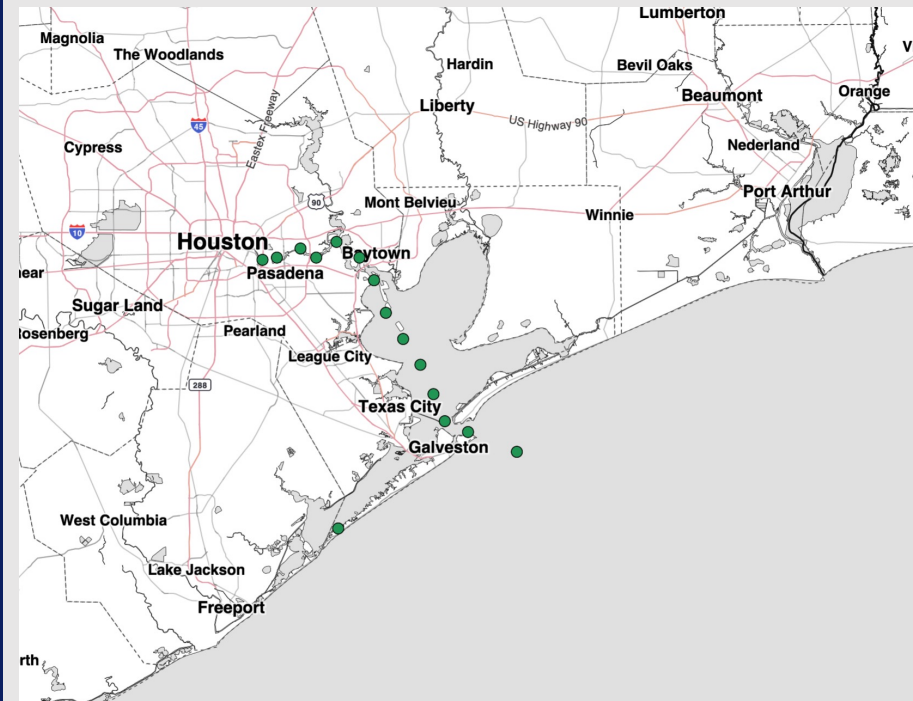 Lumberton
Magnolia
The Woodlands
Hardin
Bevil Oaks
Orange
Beaumont
Liberty
US Highway 90
45
Eastex Freeway
Cypress
Nederland
Port Arthur
90
Mont Belvieu
Winnie
10
Houston
Baytown
Pasadena
Sugar Land
Pearland
League City
288
Texas City
Galveston
West Columbia
Lake Jackson
Freeport